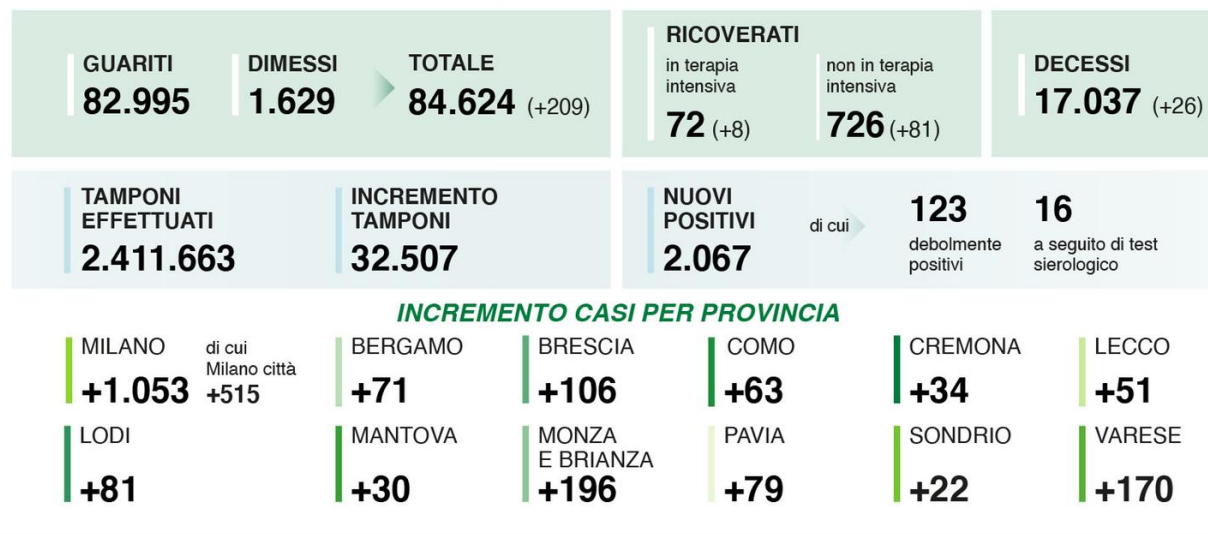 GUARITI
82.995
DIMESSI
1.629
TOTALE
84.624 (+209)
RICOVERATI
in terapia
intensiva
72 (+8)
non in terapia
intensiva
726 (+81)
DECESSI
17.037 (+26)
TAMPONI
EFFETTUATI
2.411.663
INCREMENTO
TAMPONI
32.507
NUOVI
POSITIVI
2.067
di cui
123
debolmente
positivi
16
a seguito di test
sierologico
INCREMENTO CASI PER PROVINCIA
MILANO
+1.053
di cui
Milano città
+515
BERGAMO
+71
BRESCIA
+106
COMO
+63
CREMONA
+34
LECCO
+51
LODI
+81
MANTOVA
+30
MONZA
E BRIANZA
+196
PAVIA
+79
SONDRIO
+22
VARESE
+170